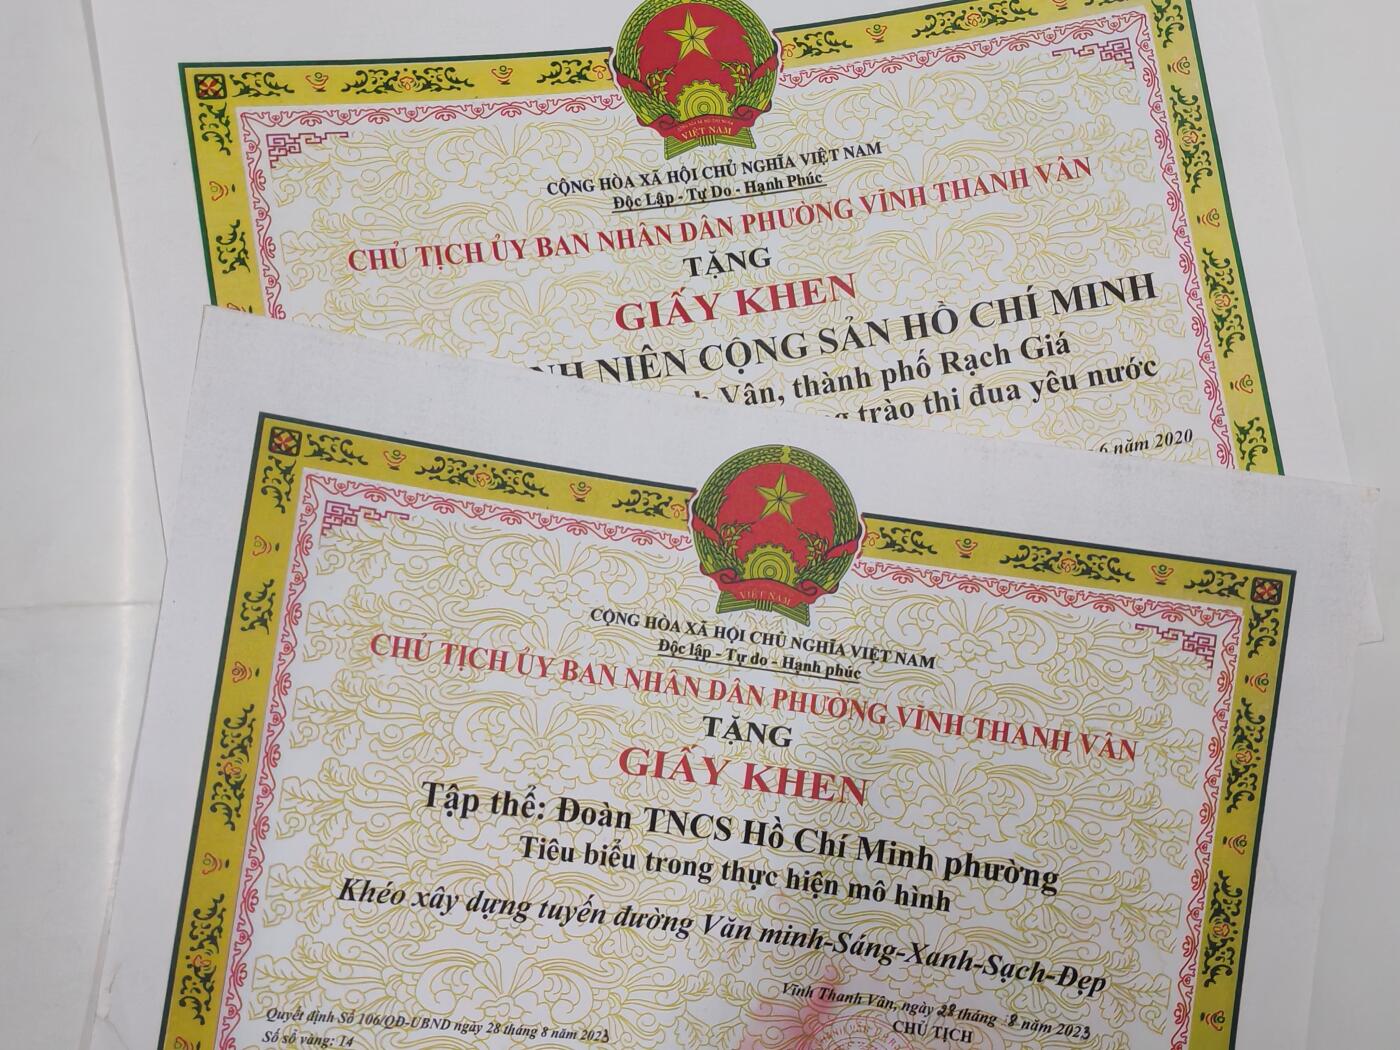 VIỆT NAM
CỘNG HÒA XÃ HỘI CHỦ NGHĨA VIỆT NAM
Độc Lập - Tự Do - Hạnh Phúc
CHỦ TỊCH ỦY BAN NHÂN DÂN PHƯỜNG VĨNH THANH VÂN
TẶNG
GIẤY KHEN
NIÊN CỘNG SẢN HỒ CHÍ MINH
Vân, thành phố Rạch Giá
trào thi đua yêu nước
6 năm 2020
VIỆT NAM
CỘNG HÒA XÃ HỘI CHỦ NGHĨA VIỆT NAM
Độc lập - Tự do - Hạnh phúc
CHỦ TỊCH ỦY BAN NHÂN DÂN PHƯỜNG VĨNH THANH VÂN
TẶNG
GIẤY KHEN
Tập thể: Đoàn TNCS Hồ Chí Minh phường
Tiêu biểu trong thực hiện mô hình
Khéo xây dựng tuyến đường Văn minh-Sáng-Xanh-Sạch-Đẹp
Vĩnh Thanh Vân, ngày 28 tháng 8 năm 2023
Quyết định Số 106/QĐ-UBND ngày 28 tháng 8 năm 2023
CHỦ TỊCH
Số sổ vàng: 14